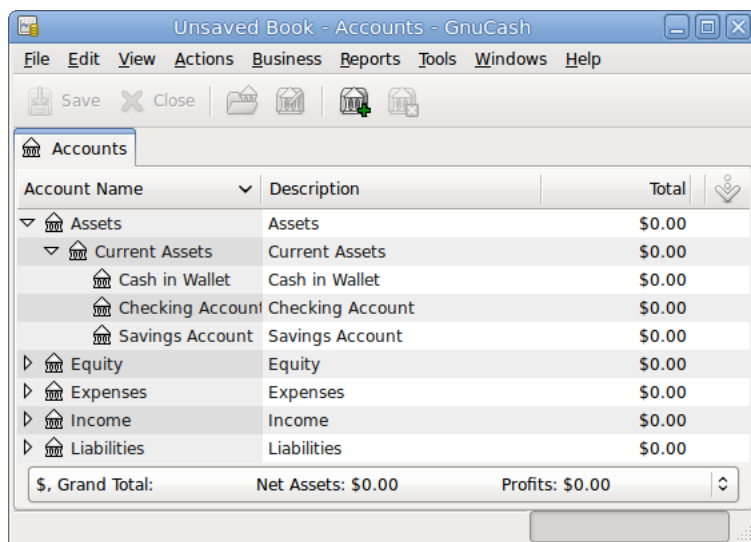 Unsaved Book - Accounts - GnuCash
File Edit View Actions Business Reports Tools Windows Help
Save Close
Accounts
Account Name Description Total
Assets Assets $0.00
Current Assets Current Assets $0.00
Cash in Wallet Cash in Wallet $0.00
Checking Account Checking Account $0.00
Savings Account Savings Account $0.00
Equity Equity $0.00
Expenses Expenses $0.00
Income Income $0.00
Liabilities Liabilities $0.00
$, Grand Total: Net Assets: $0.00 Profits: $0.00